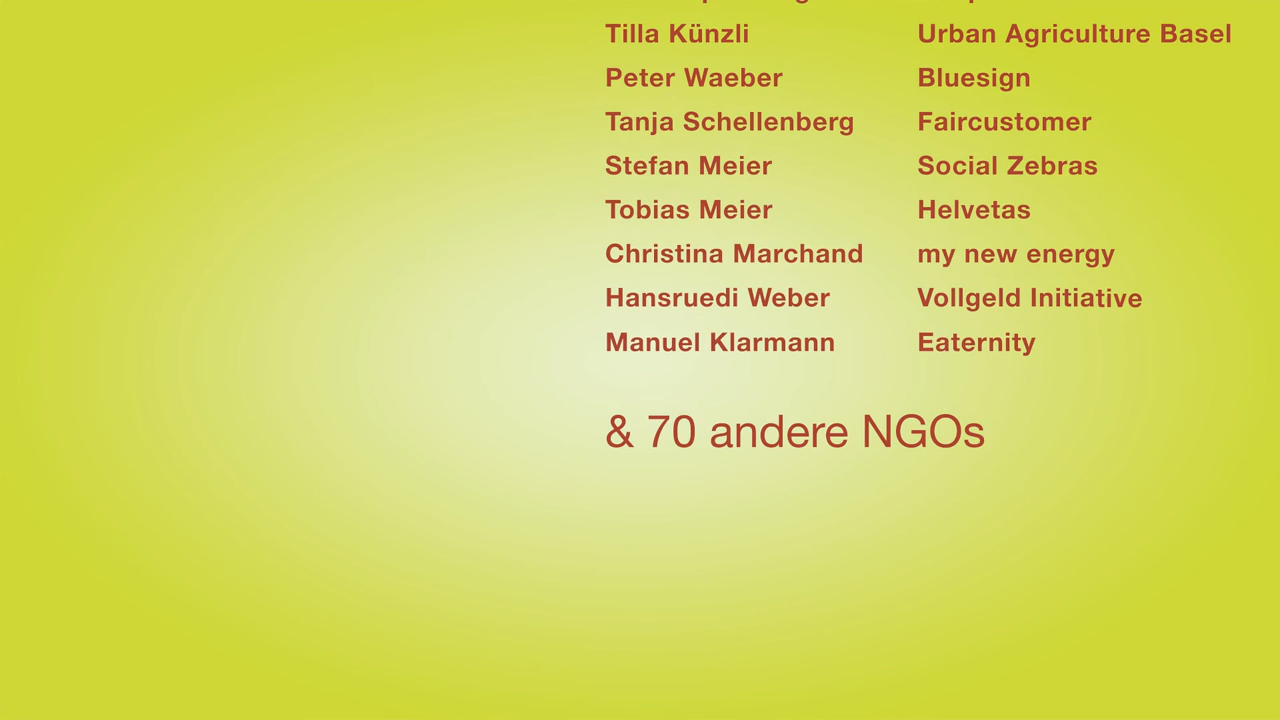 Tilla Künzli Urban Agriculture Basel
Peter Waeber Bluesign
Tanja Schellenberg Faircustomer
Stefan Meier Social Zebras
Tobias Meier Helvetas
Christina Marchand my new energy
Hansruedi Weber Vollgeld Initiative
Manuel Klarmann Eaternity
& 70 andere NGOs